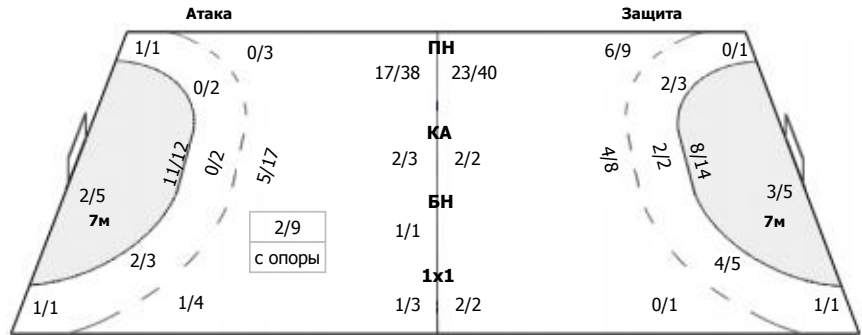 Атака Защита
1/1 0/3 ПН 6/9 0/1
17/38 23/40
0/2 2/3
КА
11/12 0/2 5/17 2/3 2/2 4/8 2/2 8/14
2/5 3/5
7м БН 7м
2/9 1/1
с опоры
2/3 4/5
1х1
1/1 1/4 1/3 2/2 0/1 1/1